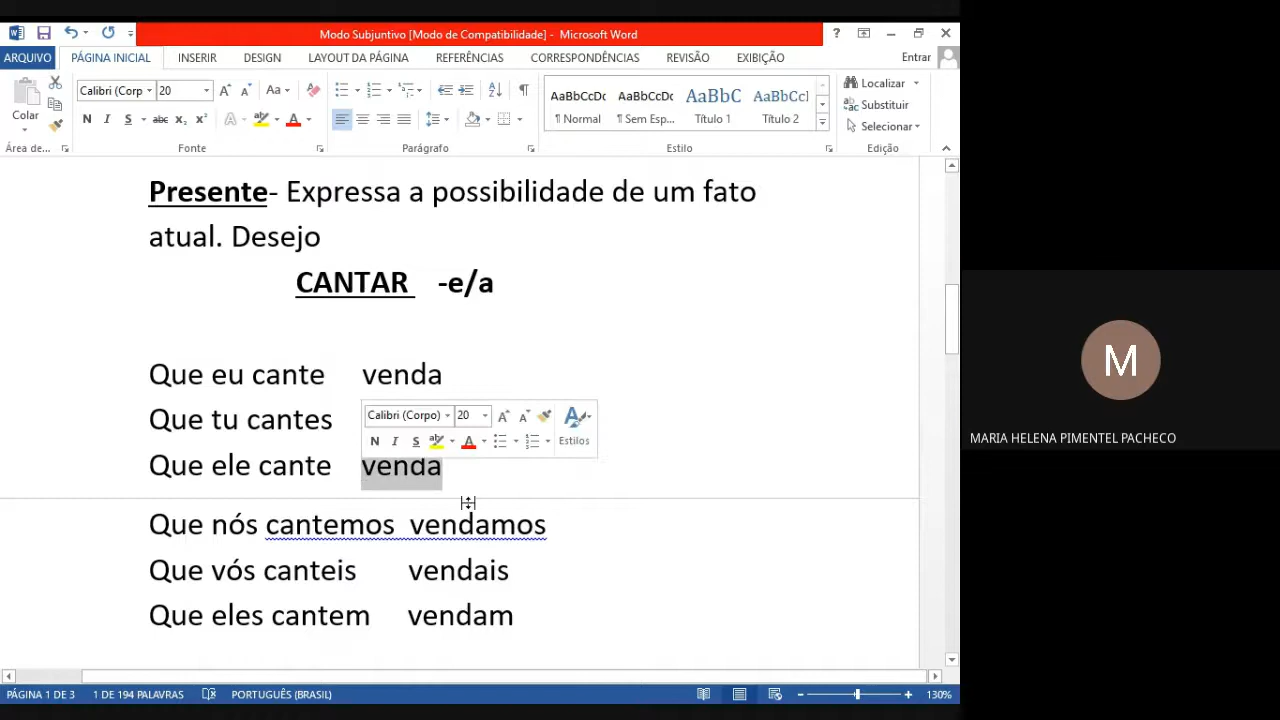 Modo Subjuntivo [Modo de Compatibilidade] - Microsoft Word
ARQUIVO PÁGINA INICIAL INSERIR DESIGN LAYOUT DA PÁGINA REFERÊNCIAS CORRESPONDÊNCIAS REVISÃO EXIBIÇÃO Entrar
Colar
Calibri (Corp 20
AaBbCcDc AaBbCcDc AaBbC AaBbCcl
¶ Normal ¶ Sem Esp... Título 1 Título 2
Localizar
Substituir
Selecionar
Área de... Fonte Parágrafo Estilo Edição
Presente- Expressa a possibilidade de um fato
atual. Desejo
CANTAR -e/a
Que eu cante venda
Que tu cantes
Calibri (Corpo) 20
N I S Estilos
Que ele cante venda
Que nós cantemos vendamos
Que vós canteis vendais
Que eles cantem vendam
PÁGINA 1 DE 3 1 DE 194 PALAVRAS PORTUGUÊS (BRASIL) 130%
M
MARIA HELENA PIMENTEL PACHECO